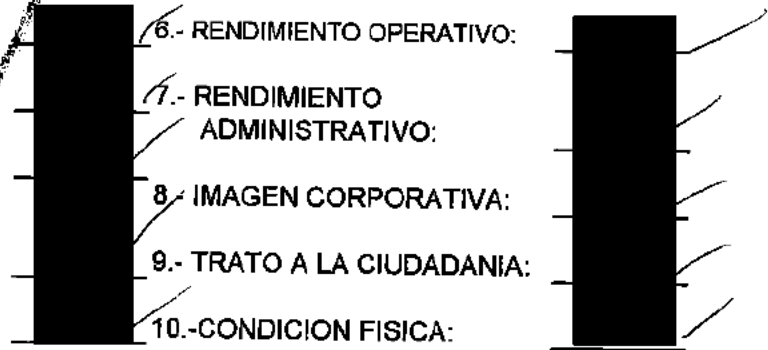 6.- RENDIMIENTO OPERATIVO:
7.- RENDIMIENTO
ADMINISTRATIVO:
8.- IMAGEN CORPORATIVA:
9.- TRATO A LA CIUDADANIA:
10.-CONDICION FISICA: